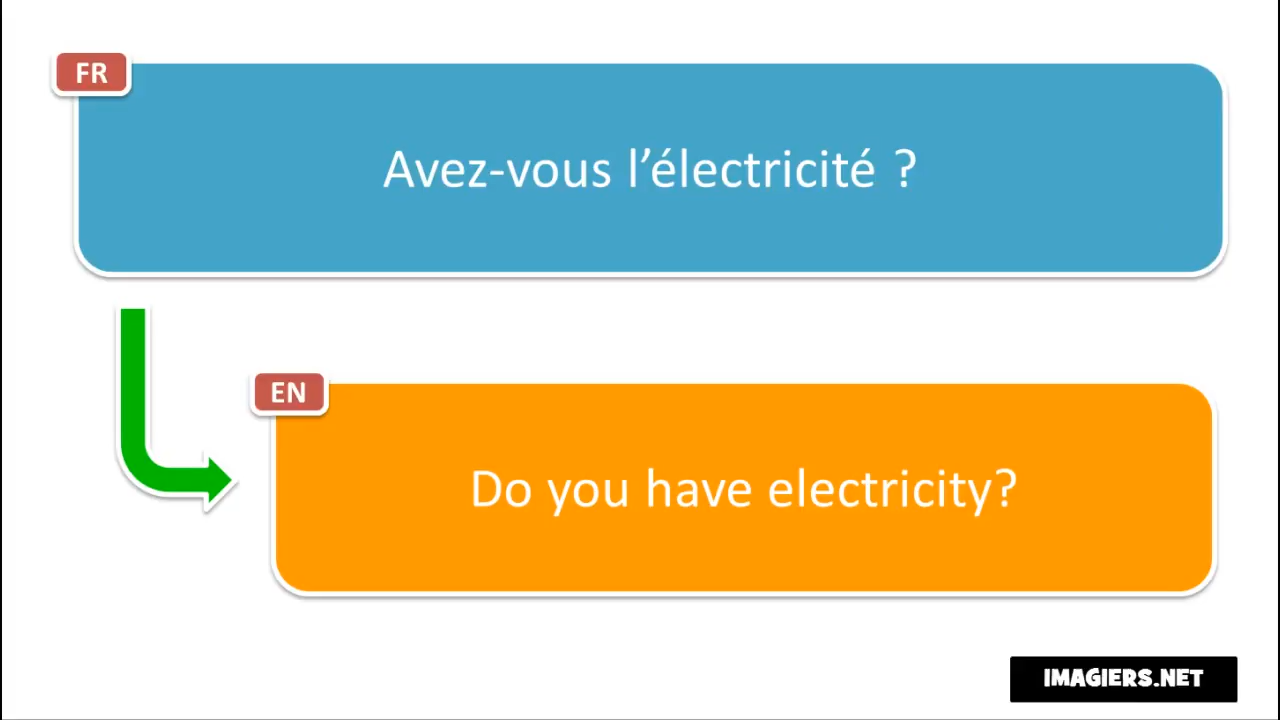 FR
Avez-vous l’électricité ?
EN
Do you have electricity?
IMAGIERS.NET